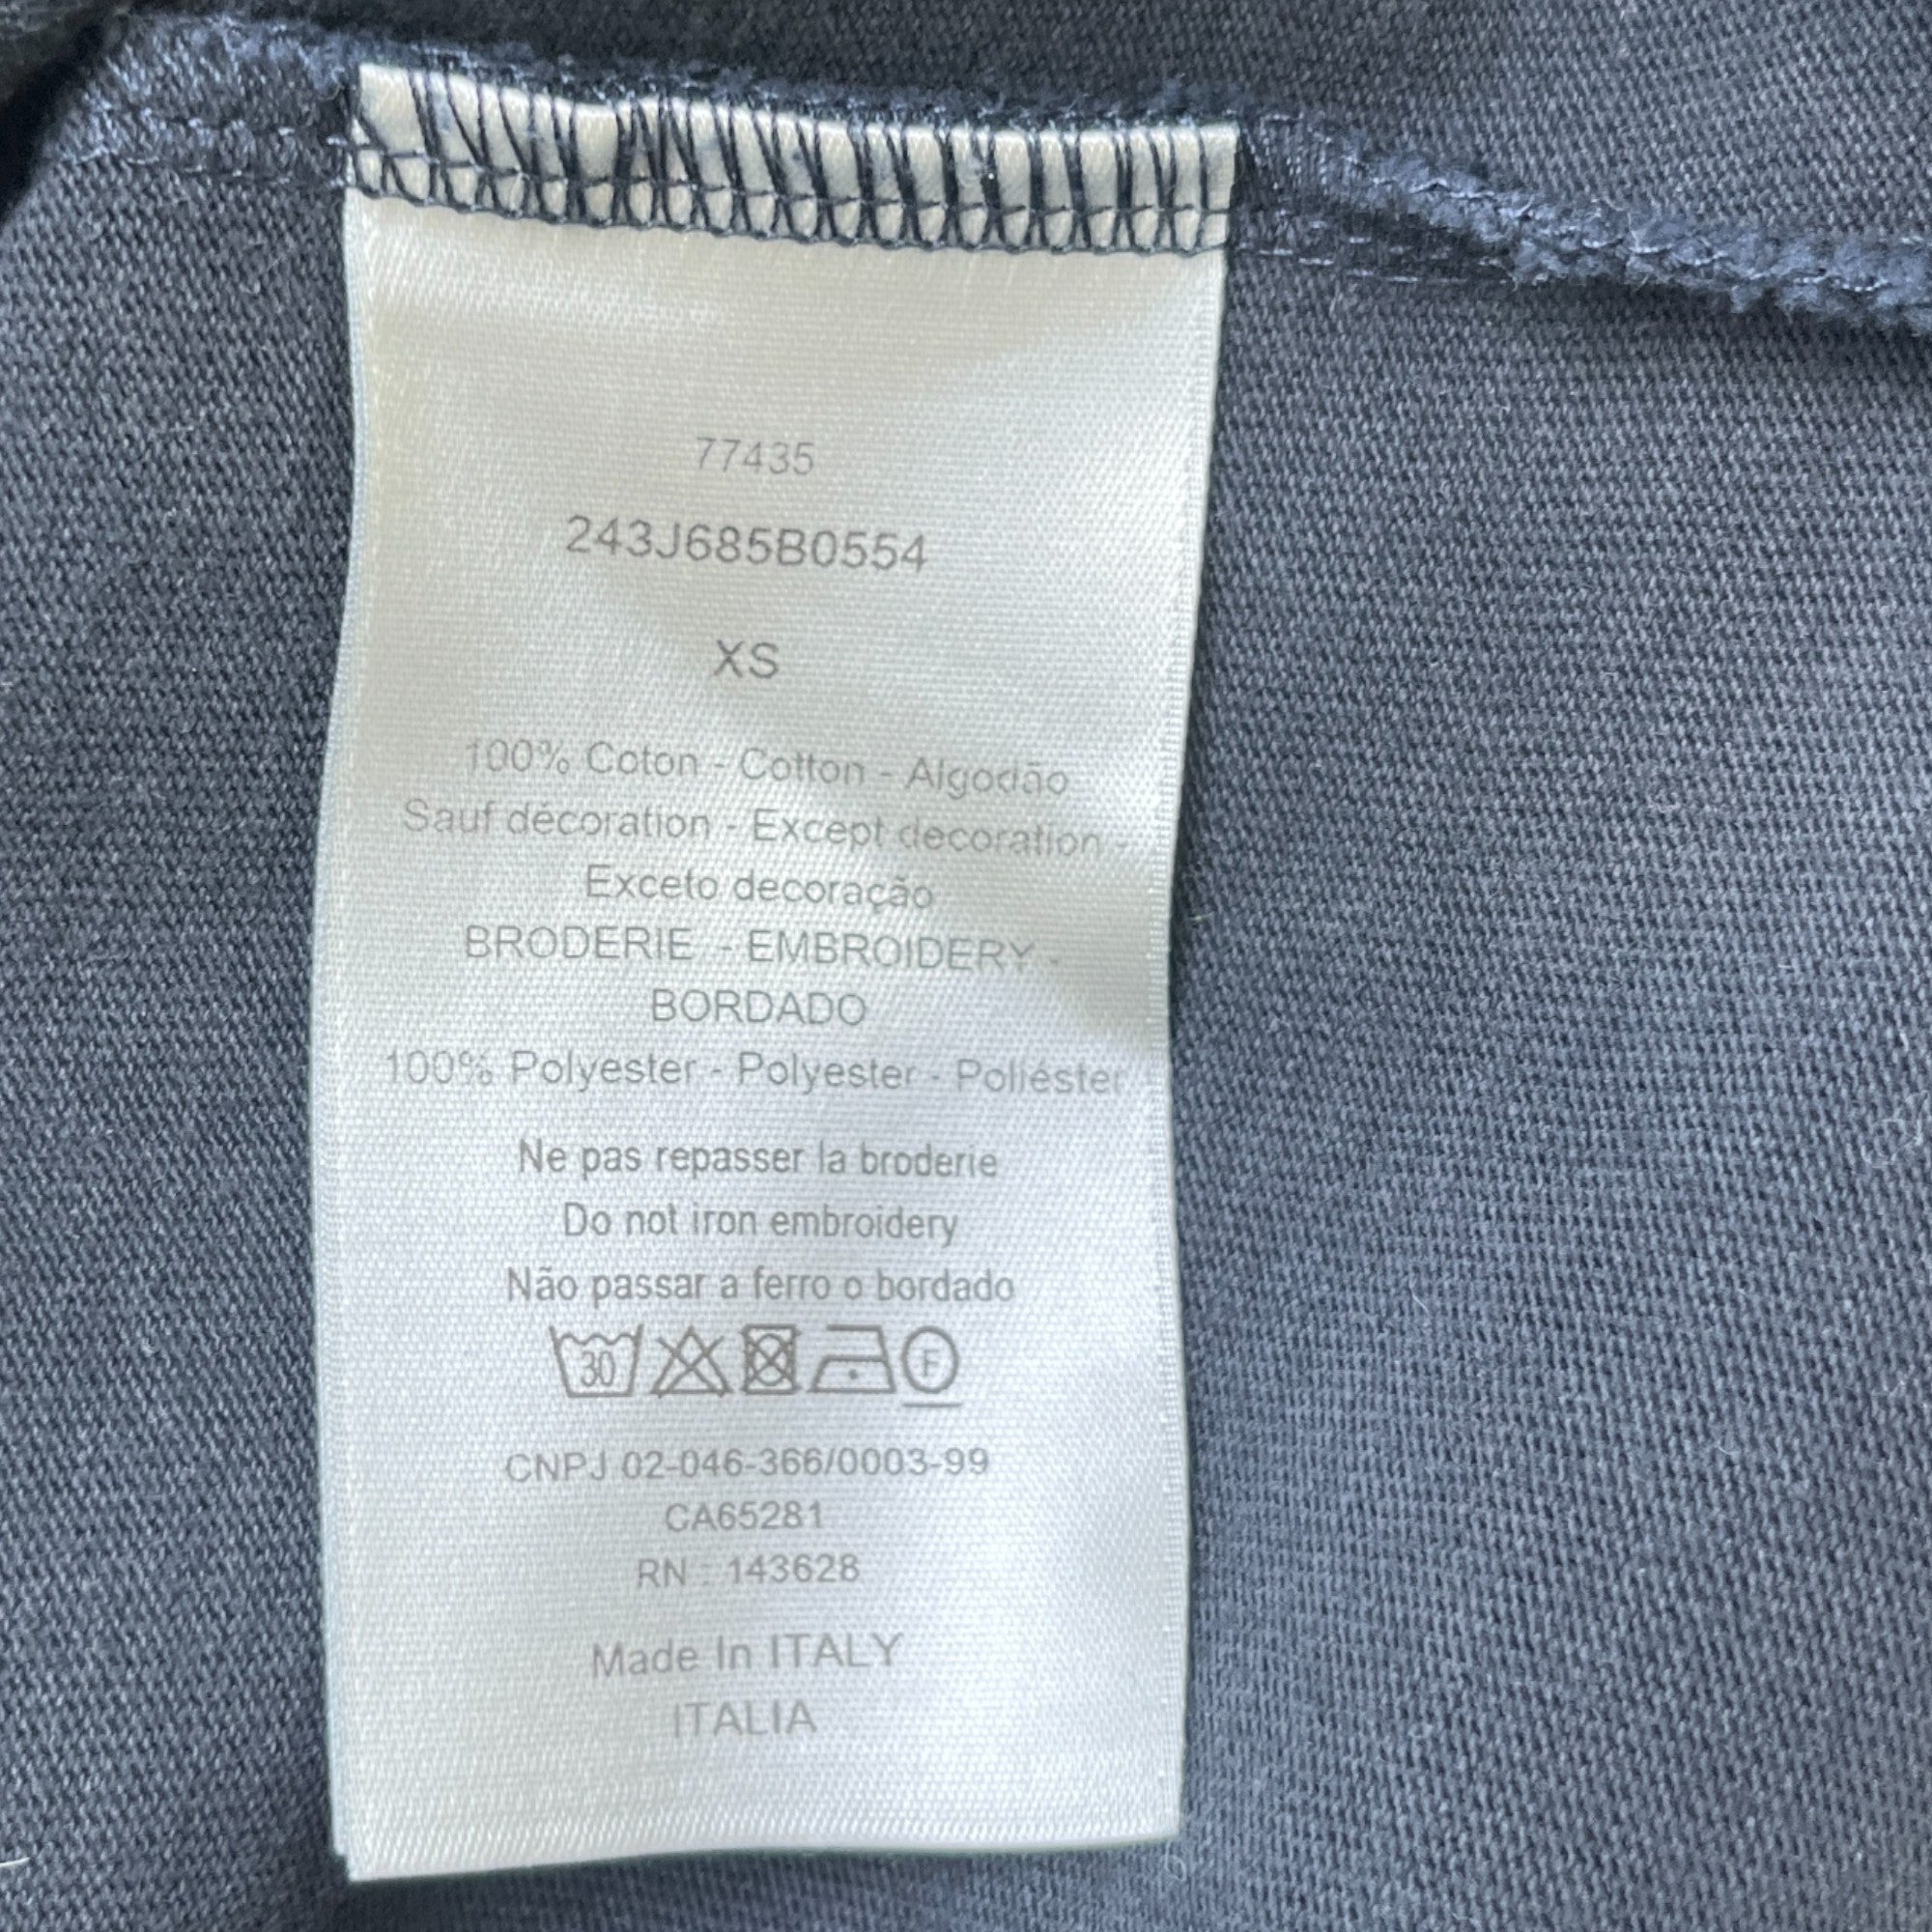 77435
243J685B0554
XS
100% Coton - Cotton - Algodão
Sauf décoration - Except decoration -
Exceto decoração
BRODERIE - EMBROIDERY -
BORDADO
100% Polyester - Polyester - Poliéster
Ne pas repasser la broderie
Do not iron embroidery
Não passar a ferro o bordado
30 F
CNPJ 02-046-366/0003-99
CA65281
RN : 143628
Made In ITALY
ITALIA